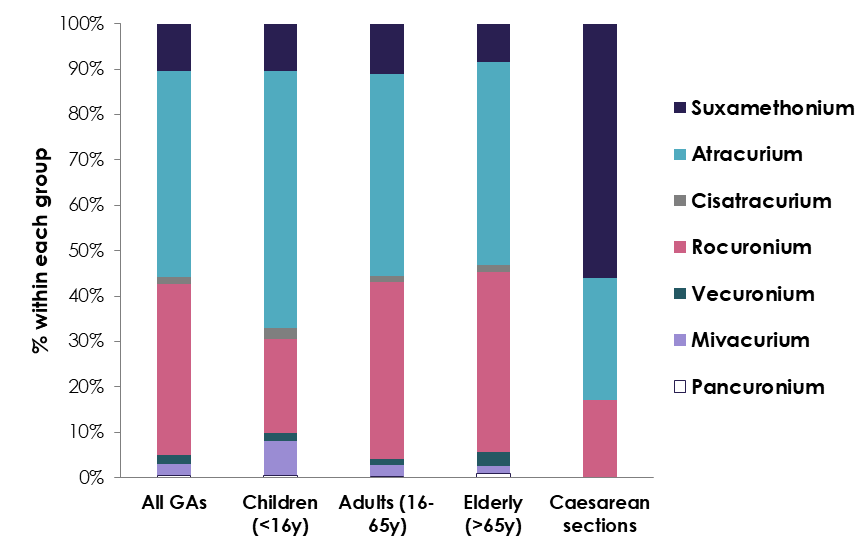 100%
90%
80%
70%
60%
50%
40%
30%
20%
10%
0%
% within each group
All GAs
Children
(<16y)
Adults (16-
65y)
Elderly
(>65y)
Caesarean
sections
Suxamethonium
Atracurium
Cisatracurium
Rocuronium
Vecuronium
Mivacurium
Pancuronium